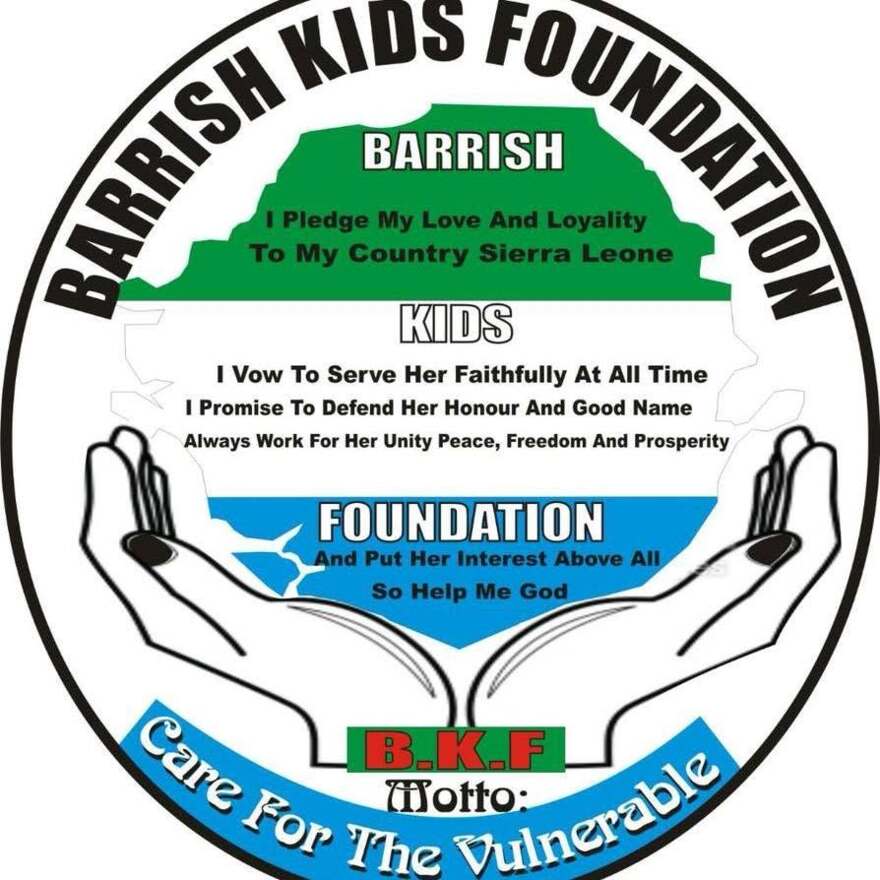 BARRISH KIDS FOUNDATION
BARRISH
I Pledge My Love And Loyality
To My Country Sierra Leone
KIDS
I Vow To Serve Her Faithfully At All Time
I Promise To Defend Her Honour And Good Name
Always Work For Her Unity Peace, Freedom And Prosperity
FOUNDATION
And Put Her Interest Above All
So Help Me God
B.K.F
Motto:
Care For The Vulnerable